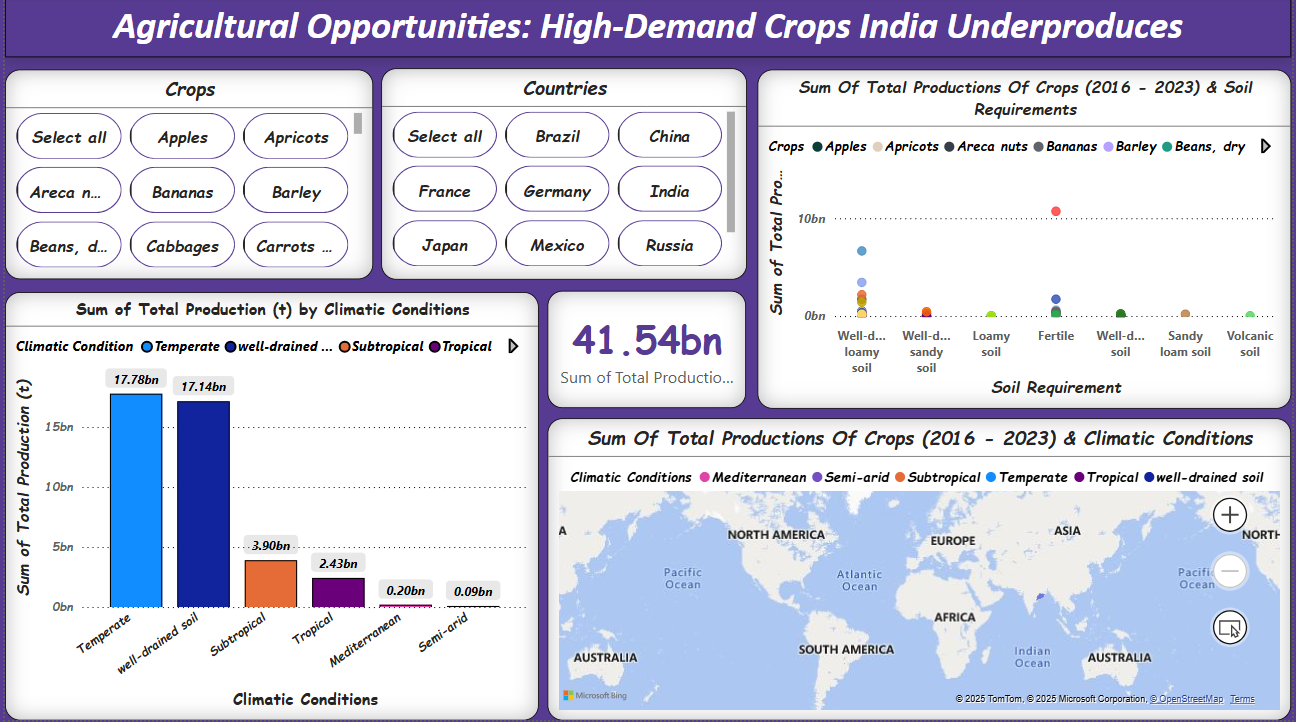 Agricultural Opportunities: High-Demand Crops India Underproduces
Crops
Select all
Apples
Apricots
Areca n...
Bananas
Barley
Beans, d...
Cabbages
Carrots ...
Countries
Select all
Brazil
China
France
Germany
India
Japan
Mexico
Russia
Sum Of Total Productions Of Crops (2016 - 2023) & Soil
Requirements
Crops Apples Apricots Areca nuts Bananas Barley Beans, dry
Sum of Total Pro...
10bn
0bn
Well-d...
loamy
soil
Well-d...
sandy
soil
Loamy
soil
Fertile
Well-d...
soil
Sandy
loam soil
Volcanic
soil
Soil Requirement
Sum of Total Production (t) by Climatic Conditions
Climatic Condition Temperate well-drained ... Subtropical Tropical
Sum of Total Production (t)
15bn
10bn
5bn
0bn
17.78bn
17.14bn
3.90bn
2.43bn
0.20bn
0.09bn
Temperate
well-drained soil
Subtropical
Tropical
Mediterranean
Semi-arid
Climatic Conditions
41.54bn
Sum of Total Productio...
Sum Of Total Productions Of Crops (2016 - 2023) & Climatic Conditions
Climatic Conditions Mediterranean Semi-arid Subtropical Temperate Tropical well-drained soil
A
NORTH AMERICA
EUROPE
ASIA
NORTH
Pacific
Ocean
Atlantic
Ocean
Pacifi
Ocean
AFRICA
SOUTH AMERICA
Indian
Ocean
AUSTRALIA
AUSTRALIA
Microsoft Bing
© 2025 TomTom, © 2025 Microsoft Corporation, © OpenStreetMap Terms